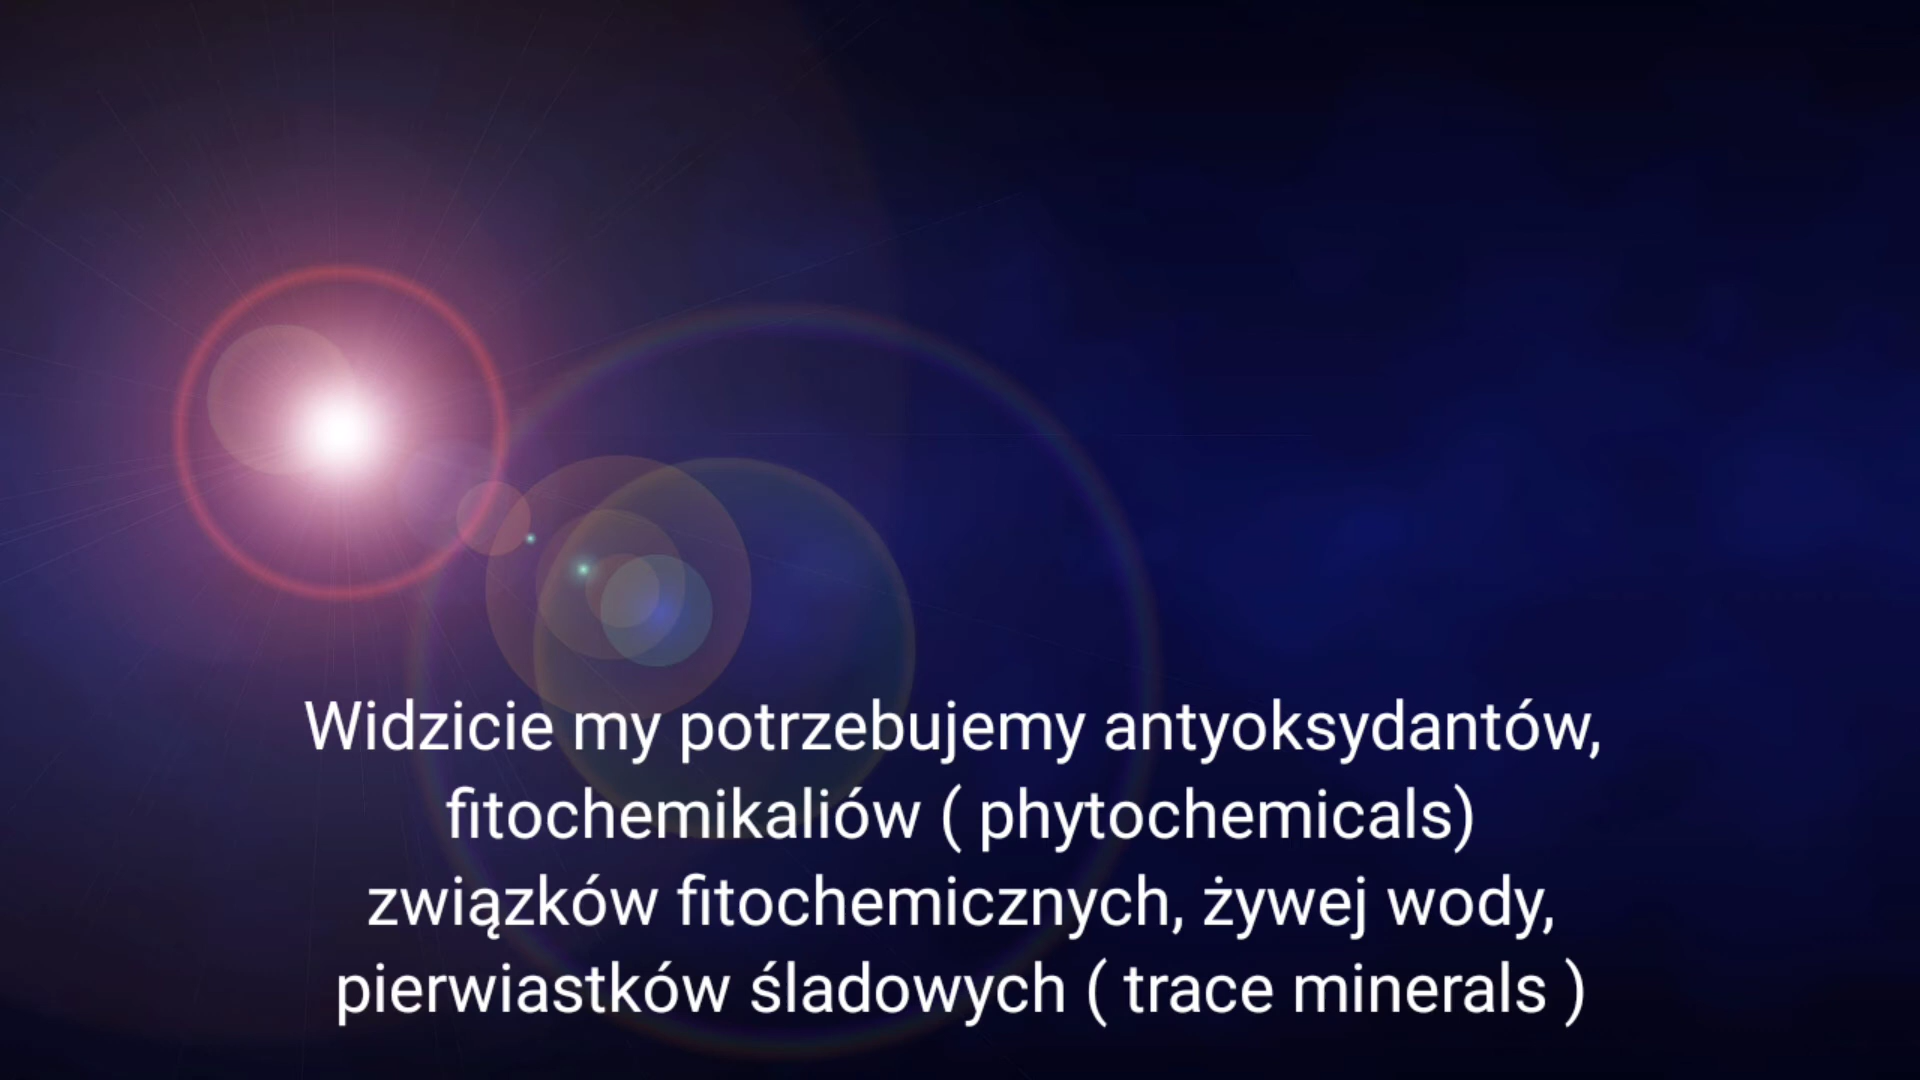 Widzicie my potrzebujemy antyoksydantów,
fitochemikaliów ( phytochemicals)
związków fitochemicznych, żywej wody,
pierwiastków śladowych ( trace minerals )